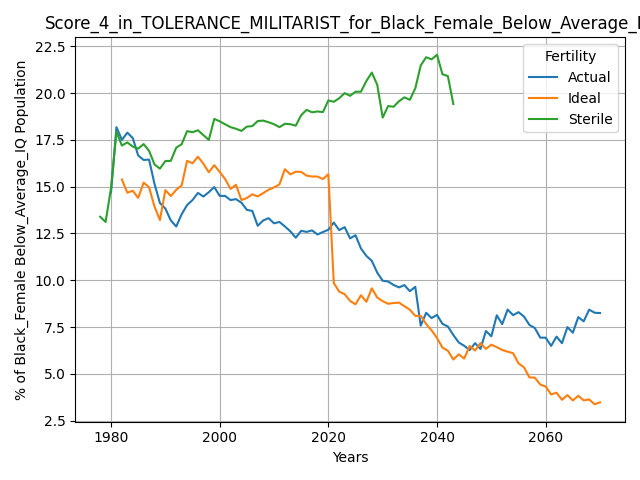 Score_4_in_TOLERANCE_MILITARIST_for_Black_Female_Below_Average_I
Fertility
Actual
Ideal
Sterile
% of Black_Female Below_Average_IQ Population
22.5
20.0
17.5
15.0
12.5
10.0
7.5
5.0
2.5
1980
2000
2020
2040
2060
Years